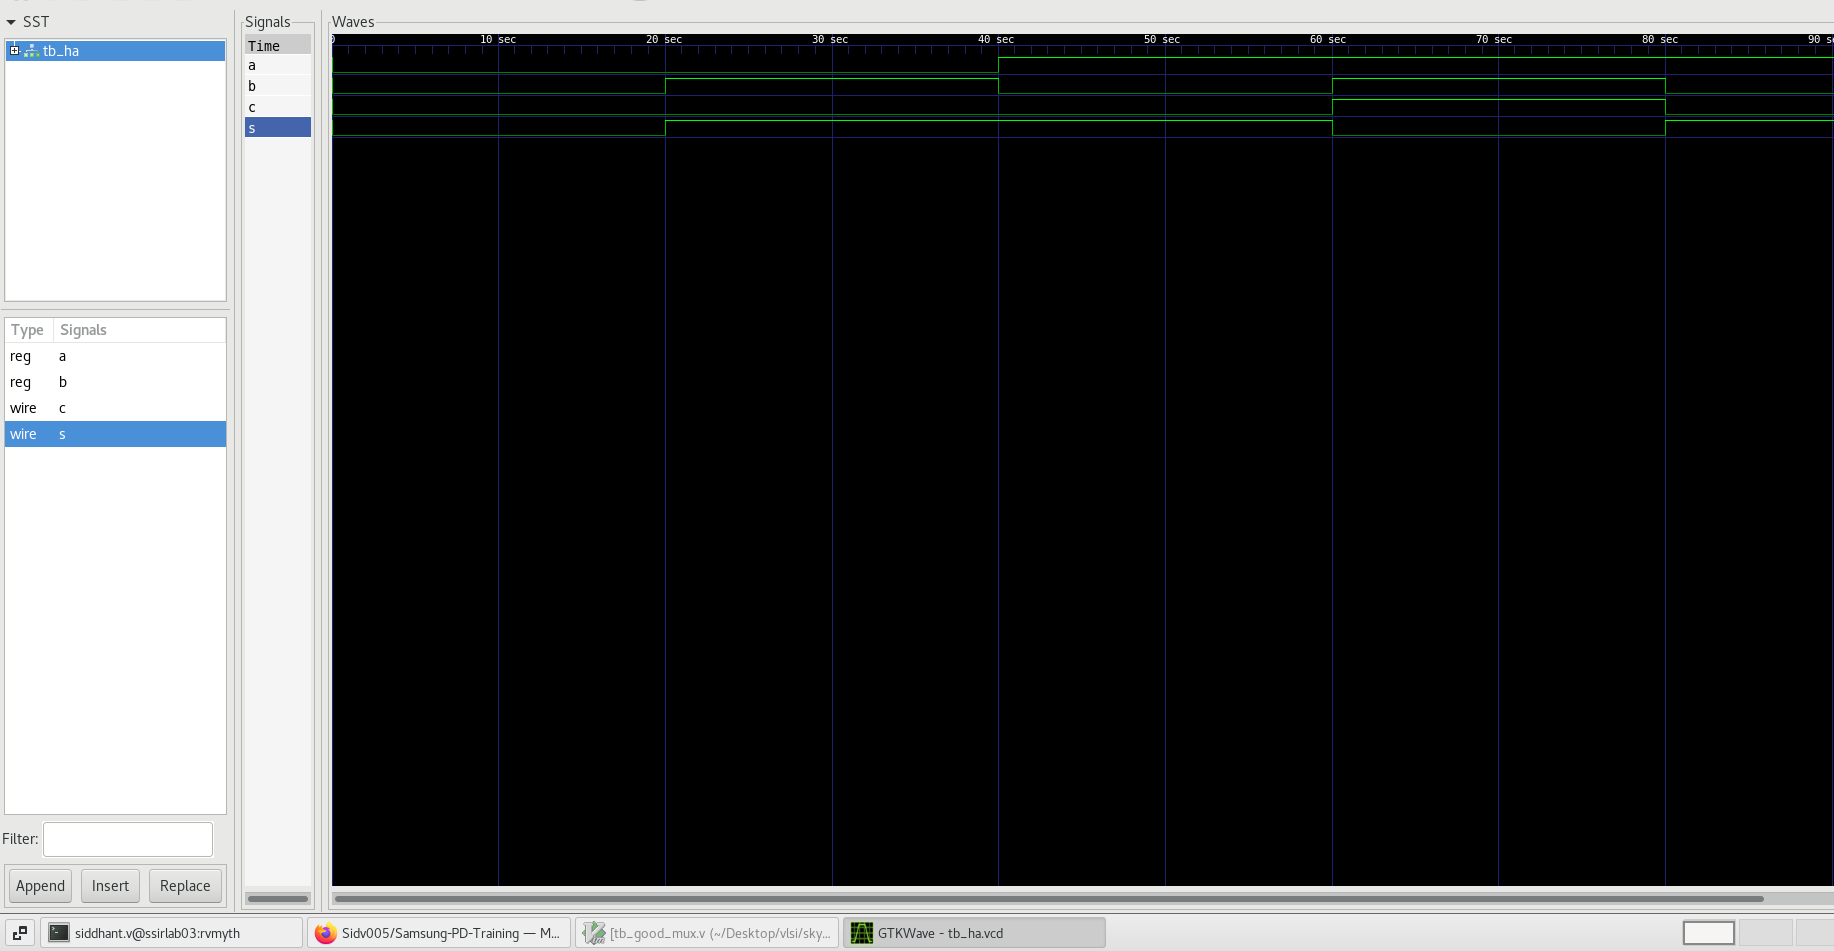 SST
tb_ha
Type Signals
reg a
reg b
wire c
wire s
Filter:
Append Insert Replace
Signals
Time
a
b
c
s
Waves
0 10 sec 20 sec 30 sec 40 sec 50 sec 60 sec 70 sec 80 sec 90 s
siddhant.v@ssirlab03:rvmyth
Sidv005/Samsung-PD-Training — M...
[tb_good_mux.v (~/Desktop/vlsi/sky...
GTKWave - tb_ha.vcd